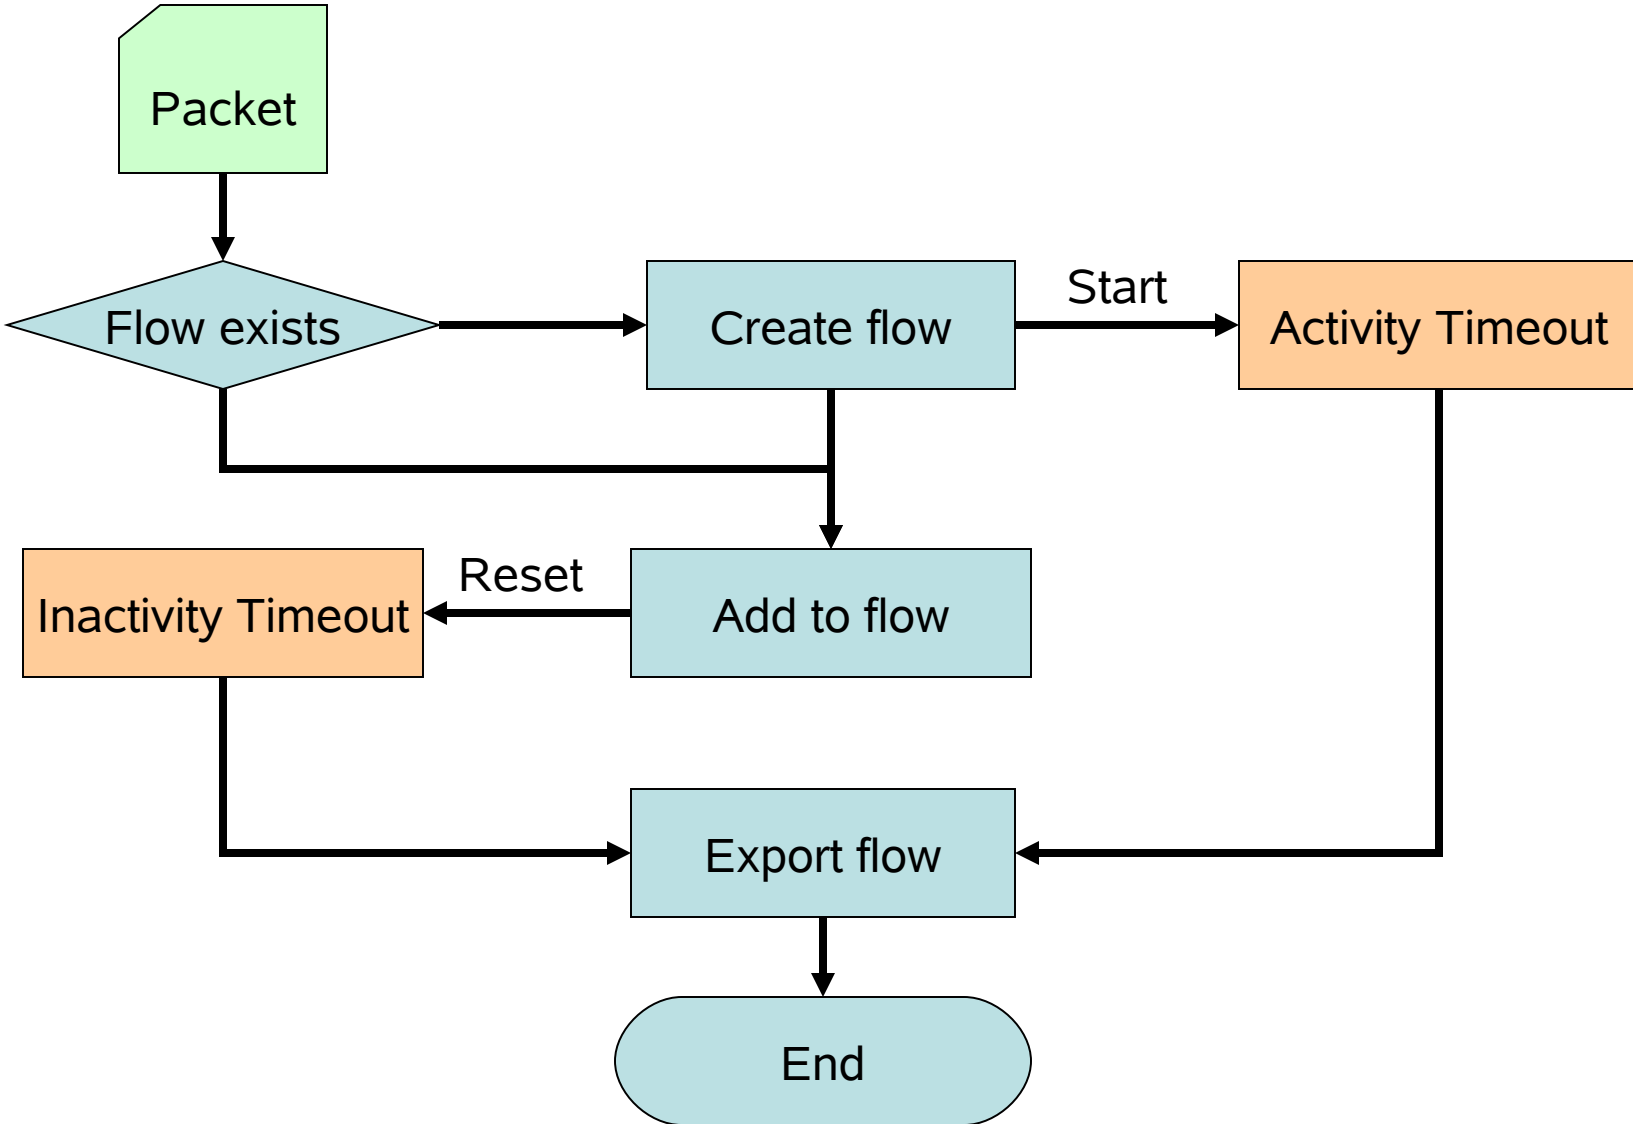 Packet
Flow exists
Create flow
Start
Activity Timeout
Inactivity Timeout
Reset
Add to flow
Export flow
End